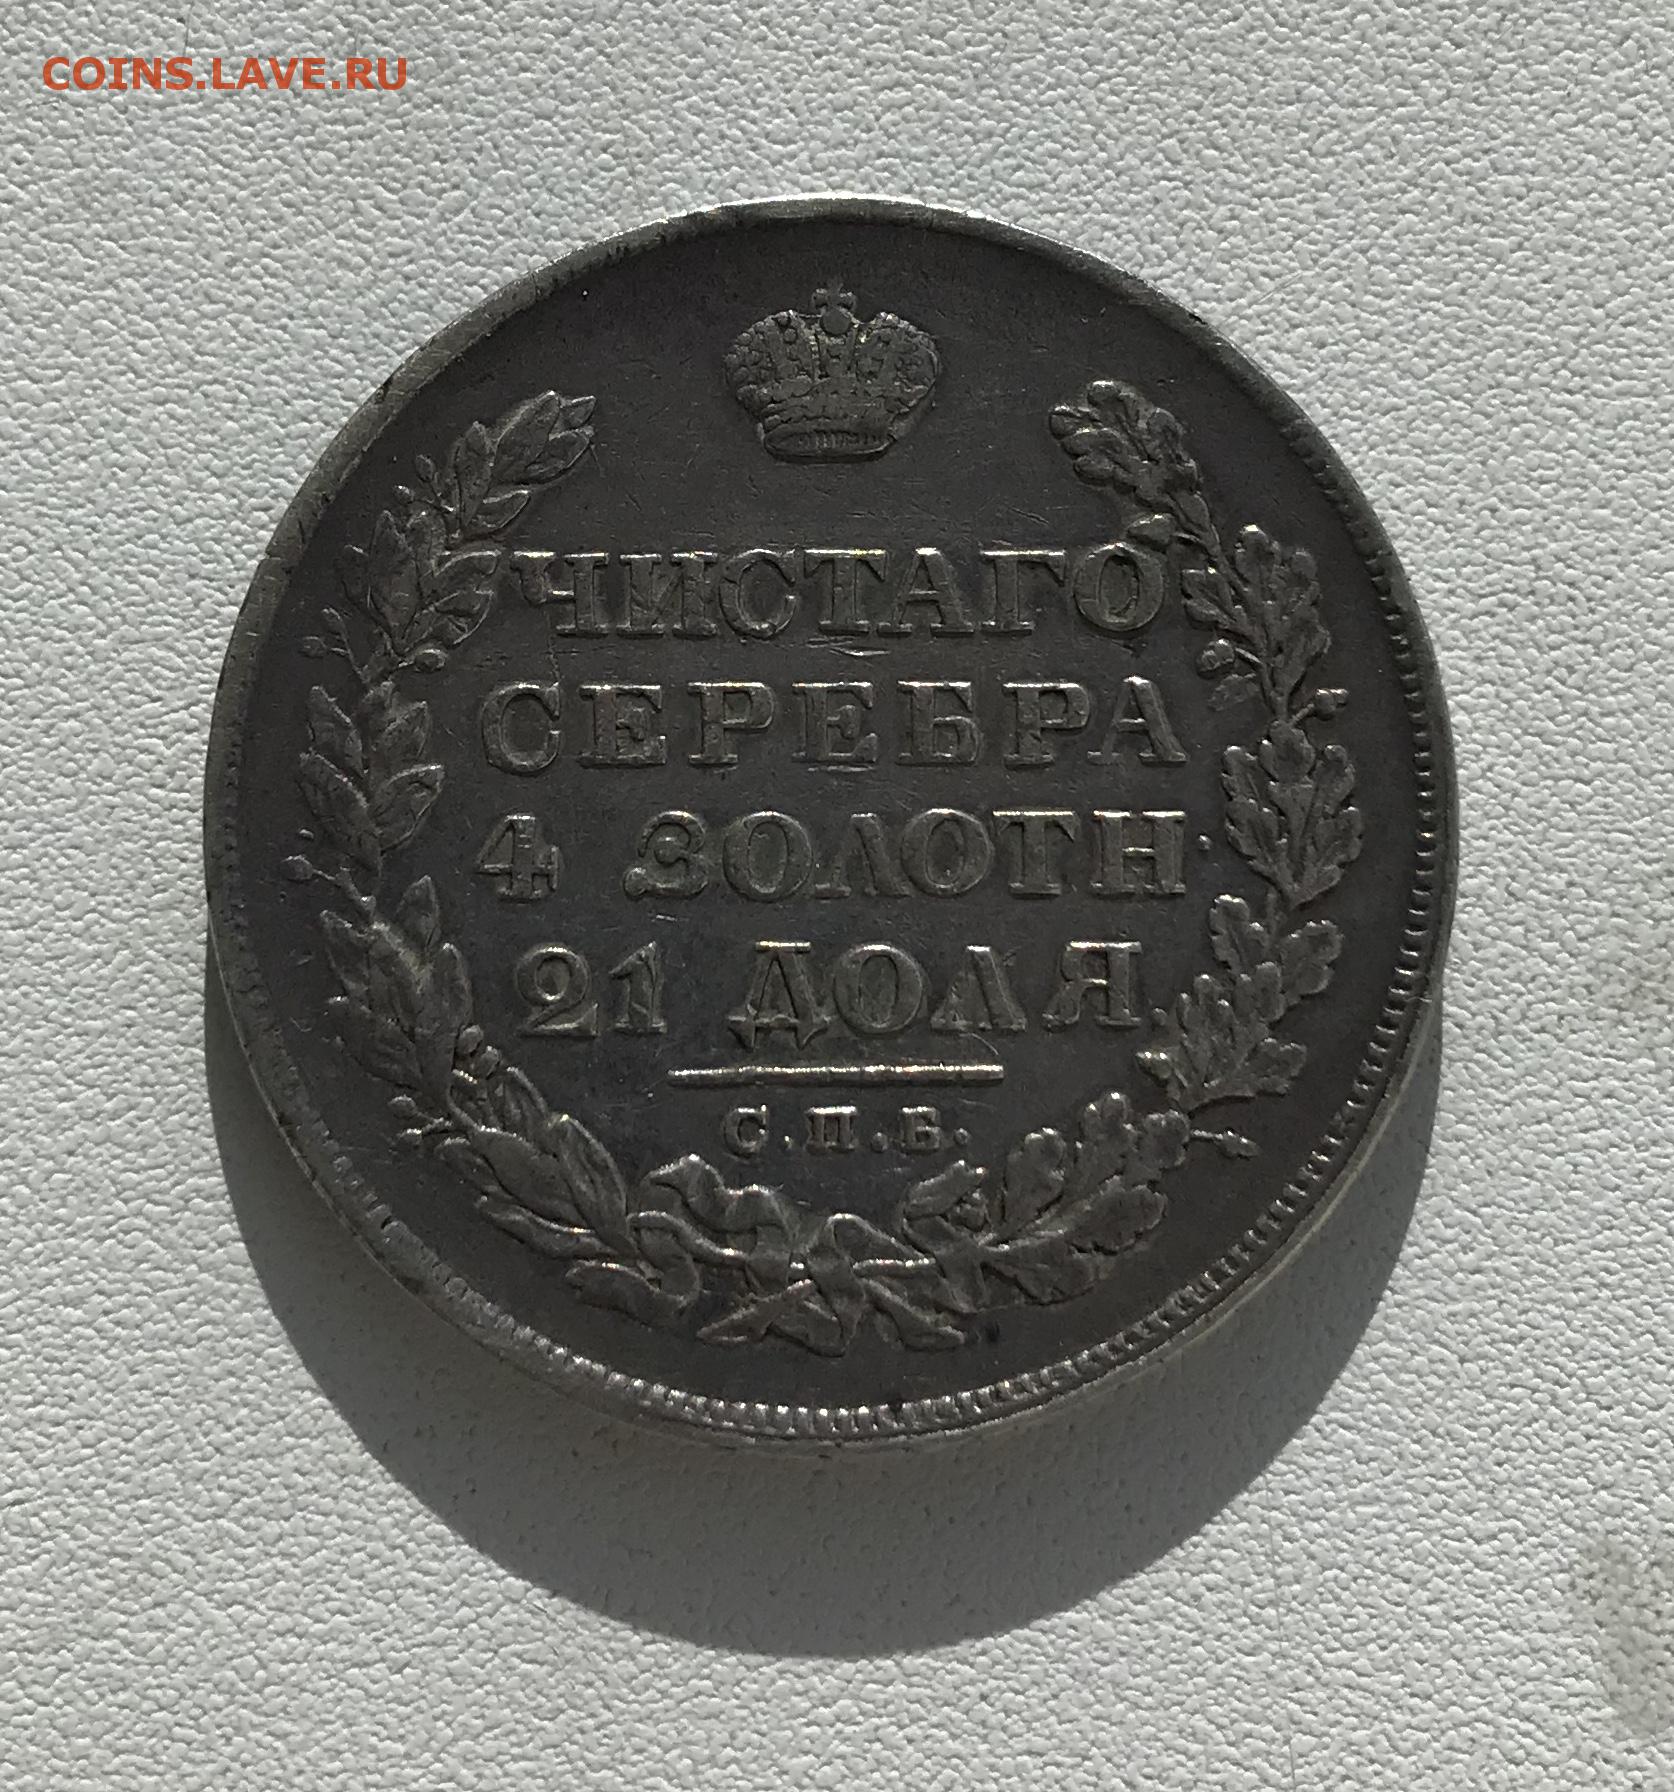 COINS.LAVE.RU
ЧИСТАГО
СЕРЕБРА
4 ЗОЛОТН.
21 ДОЛЯ.
С.П.Б.